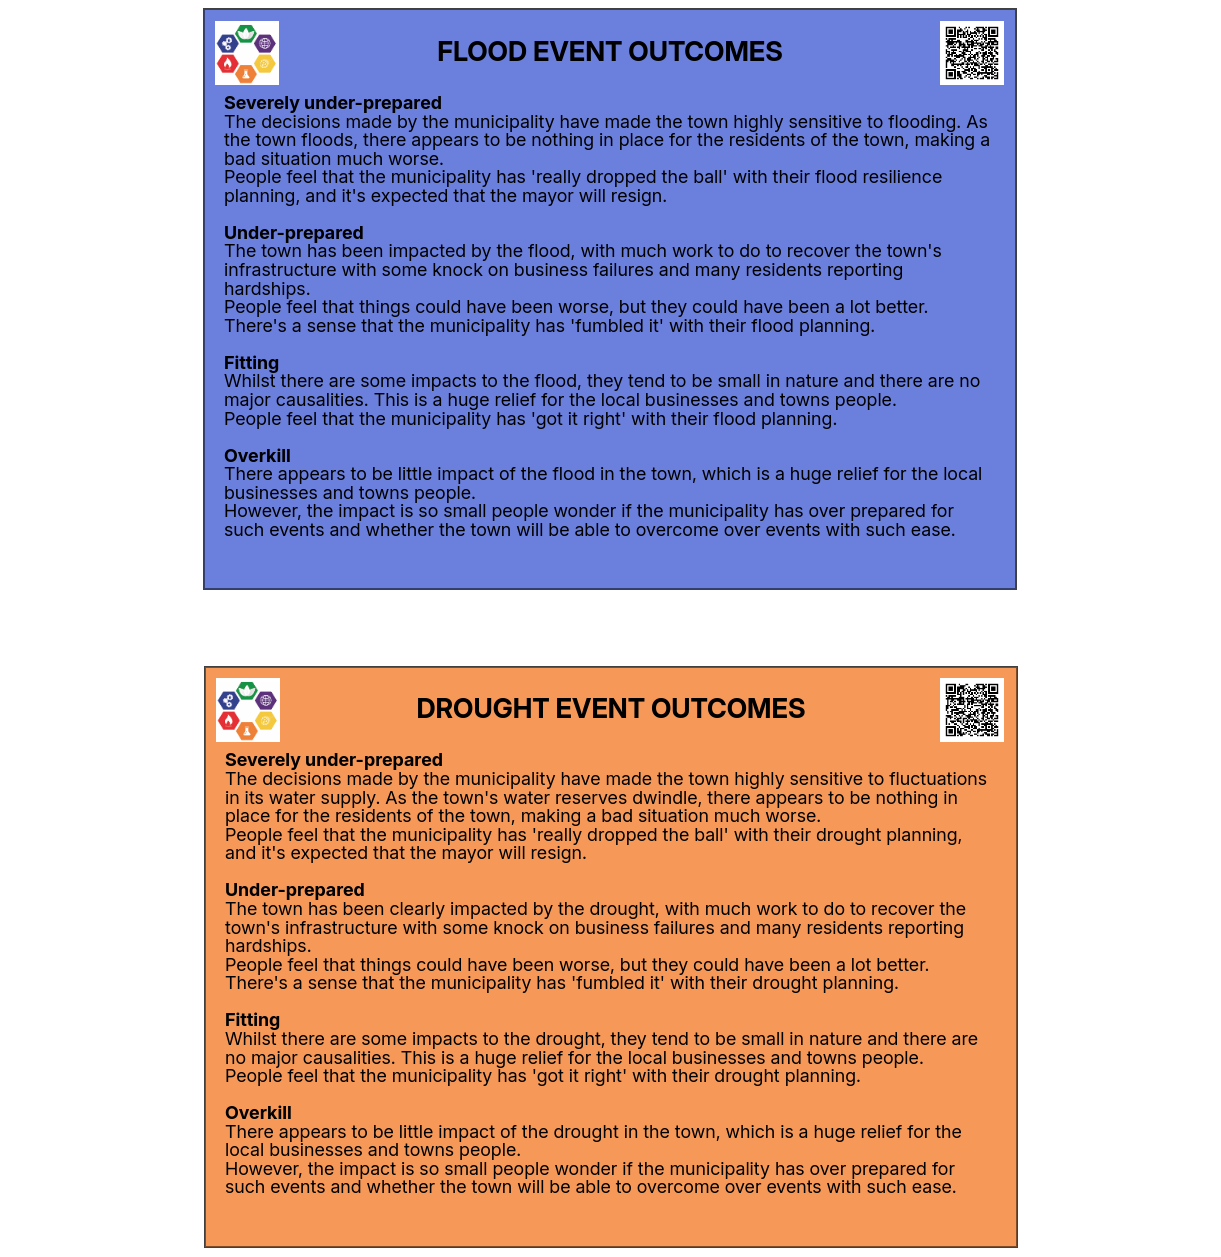 FLOOD EVENT OUTCOMES
Severely under-prepared
The decisions made by the municipality have made the town highly sensitive to flooding. As
the town floods, there appears to be nothing in place for the residents of the town, making a
bad situation much worse.
People feel that the municipality has 'really dropped the ball' with their flood resilience
planning, and it's expected that the mayor will resign.
Under-prepared
The town has been impacted by the flood, with much work to do to recover the town's
infrastructure with some knock on business failures and many residents reporting
hardships.
People feel that things could have been worse, but they could have been a lot better.
There's a sense that the municipality has 'fumbled it' with their flood planning.
Fitting
Whilst there are some impacts to the flood, they tend to be small in nature and there are no
major causalities. This is a huge relief for the local businesses and towns people.
People feel that the municipality has 'got it right' with their flood planning.
Overkill
There appears to be little impact of the flood in the town, which is a huge relief for the local
businesses and towns people.
However, the impact is so small people wonder if the municipality has over prepared for
such events and whether the town will be able to overcome over events with such ease.
DROUGHT EVENT OUTCOMES
Severely under-prepared
The decisions made by the municipality have made the town highly sensitive to fluctuations
in its water supply. As the town's water reserves dwindle, there appears to be nothing in
place for the residents of the town, making a bad situation much worse.
People feel that the municipality has 'really dropped the ball' with their drought planning,
and it's expected that the mayor will resign.
Under-prepared
The town has been clearly impacted by the drought, with much work to do to recover the
town's infrastructure with some knock on business failures and many residents reporting
hardships.
People feel that things could have been worse, but they could have been a lot better.
There's a sense that the municipality has 'fumbled it' with their drought planning.
Fitting
Whilst there are some impacts to the drought, they tend to be small in nature and there are
no major causalities. This is a huge relief for the local businesses and towns people.
People feel that the municipality has 'got it right' with their drought planning.
Overkill
There appears to be little impact of the drought in the town, which is a huge relief for the
local businesses and towns people.
However, the impact is so small people wonder if the municipality has over prepared for
such events and whether the town will be able to overcome over events with such ease.